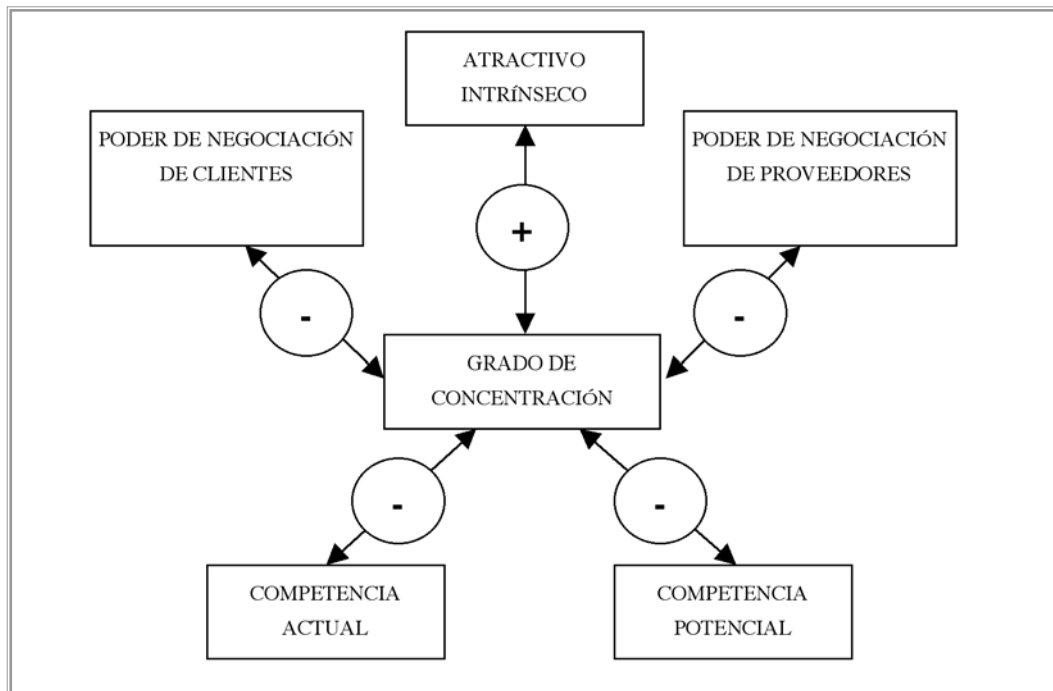 ATRACTIVO
INTRÍNSECO
PODER DE NEGOCIACIÓN
DE CLIENTES
PODER DE NEGOCIACIÓN
DE PROVEEDORES
+
-
-
GRADO DE
CONCENTRACIÓN
-
-
COMPETENCIA
ACTUAL
COMPETENCIA
POTENCIAL